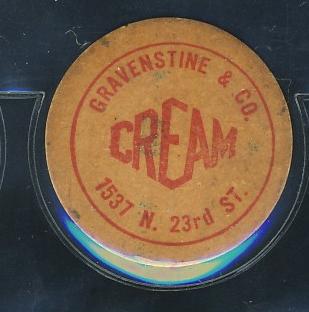 GRAVENSTINE & CO.
CREAM
1537 N. 23rd ST.